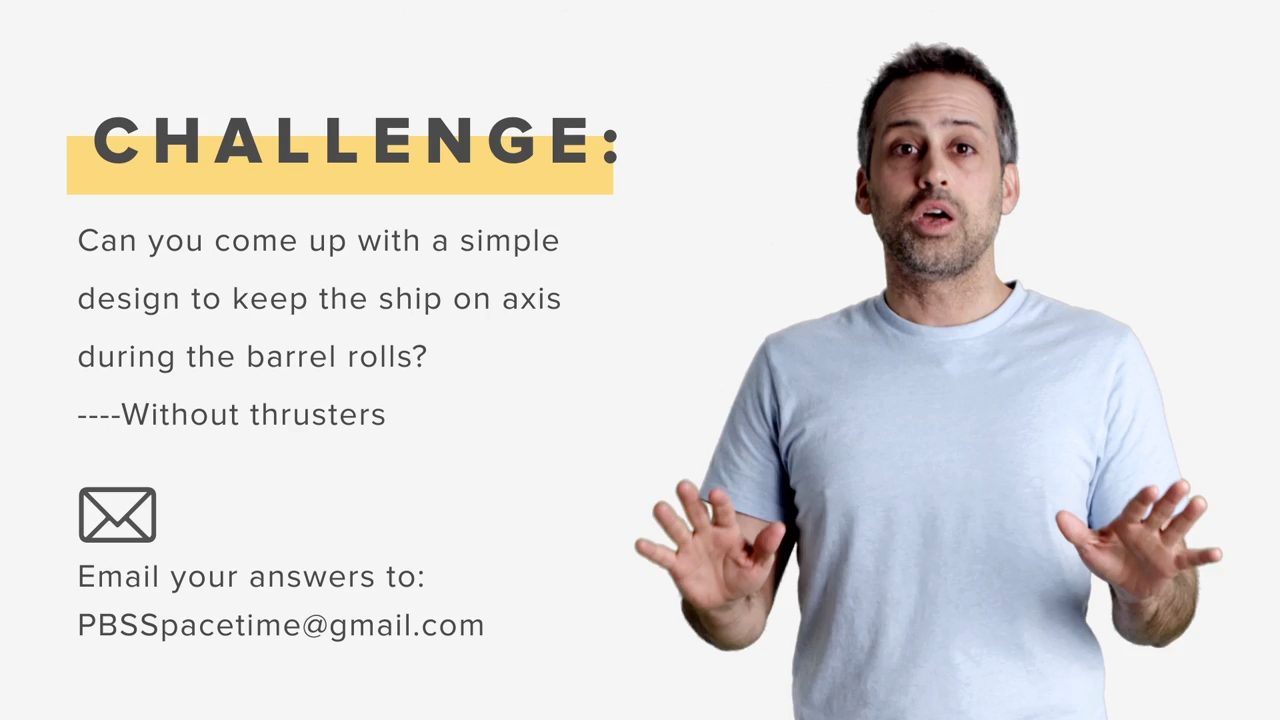 CHALLENGE:
Can you come up with a simple
design to keep the ship on axis
during the barrel rolls?
----Without thrusters
Email your answers to:
PBSSpacetime@gmail.com